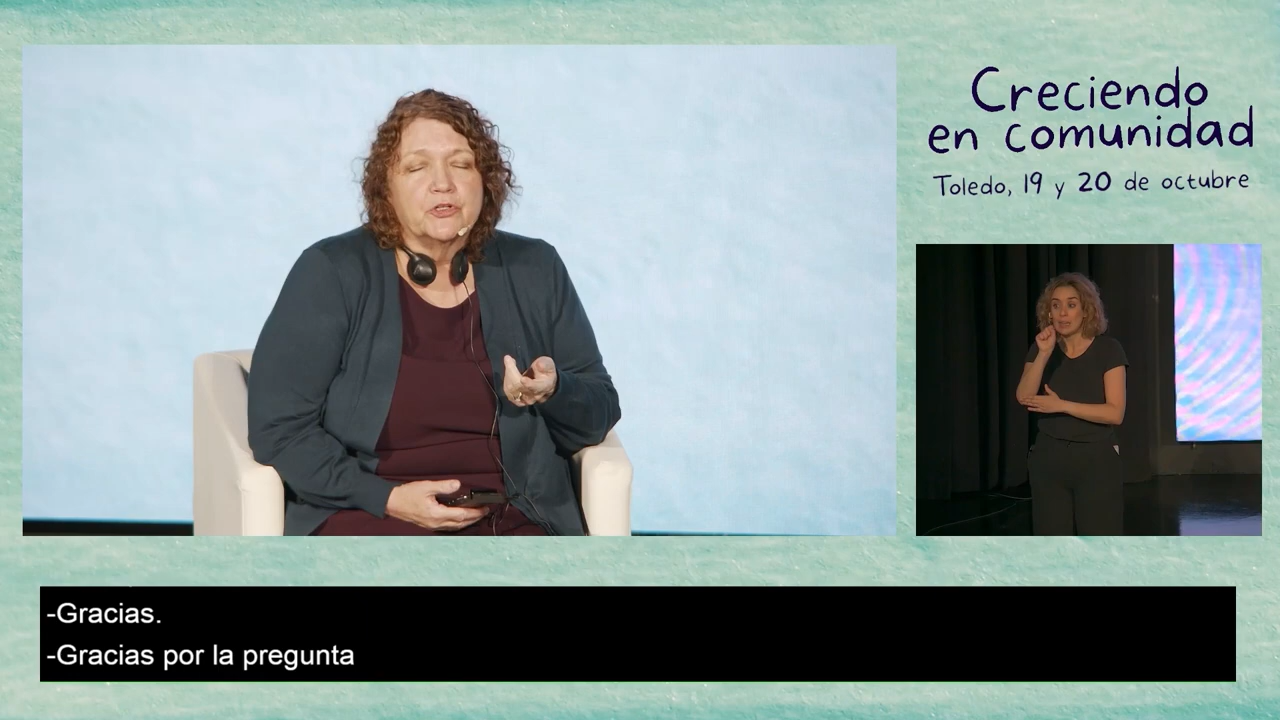 Creciendo
en comunidad
Toledo, 19 y 20 de octubre
-Gracias.
-Gracias por la pregunta